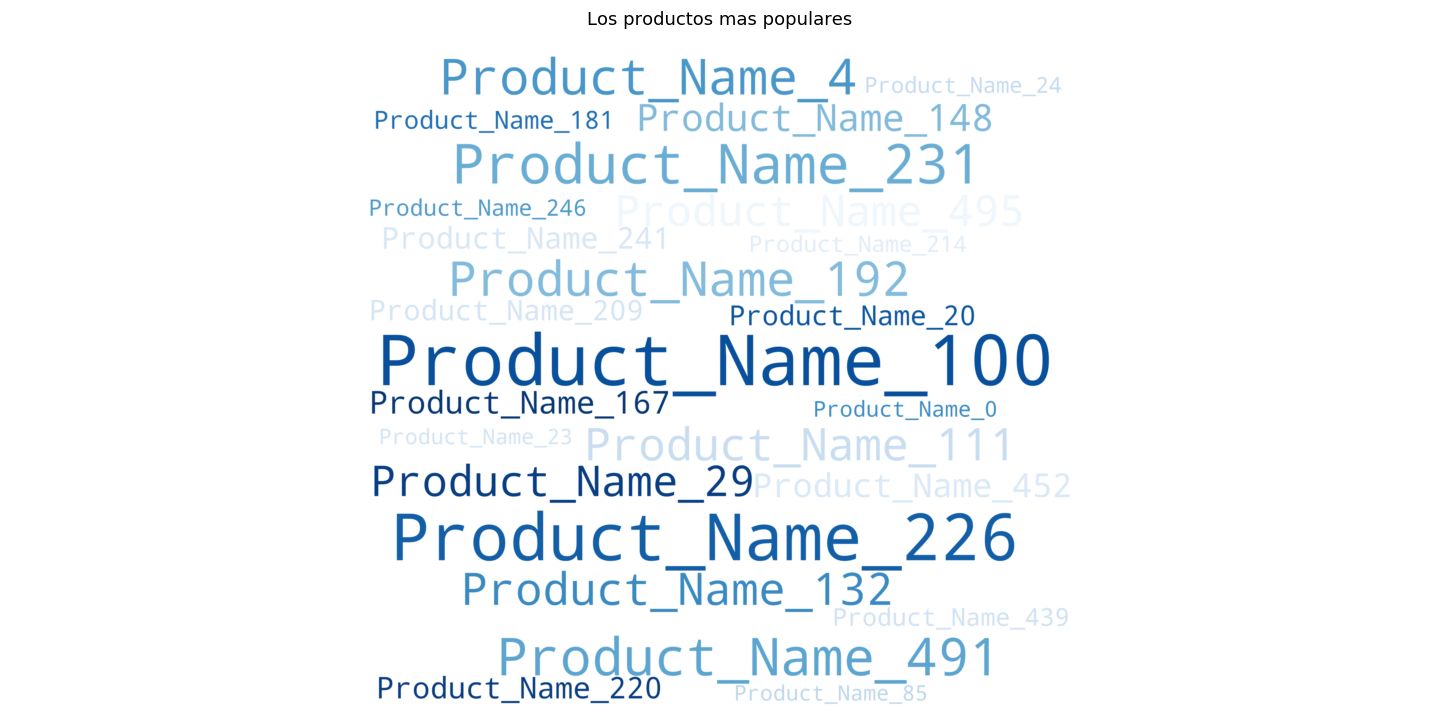 Los productos mas populares
Product_Name_4
Product_Name_24
Product_Name_181
Product_Name_148
Product_Name_231
Product_Name_246
Product_Name_495
Product_Name_241
Product_Name_214
Product_Name_192
Product_Name_209
Product_Name_20
Product_Name_100
Product_Name_167
Product_Name_0
Product_Name_23
Product_Name_111
Product_Name_29
Product_Name_452
Product_Name_226
Product_Name_132
Product_Name_439
Product_Name_491
Product_Name_220
Product_Name_85